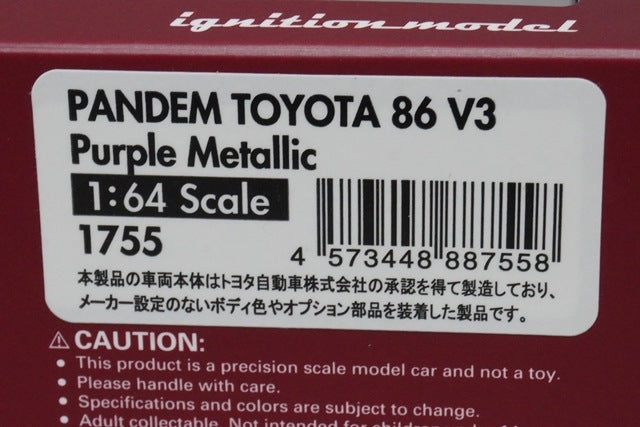 ignition model
PANDEM TOYOTA 86 V3
Purple Metallic
1:64 Scale
1755
4 573448 887558
本製品の車両本体はトヨタ自動車株式会社の承認を得て製造しており、
メーカー設定のないボディ色やオプション部品を装着した製品です。
⚠CAUTION:
• This product is a precision scale model car and not a toy.
• Please handle with care.
• Specifications and colors are subject to change.
• Adult collectable. Not intended for children